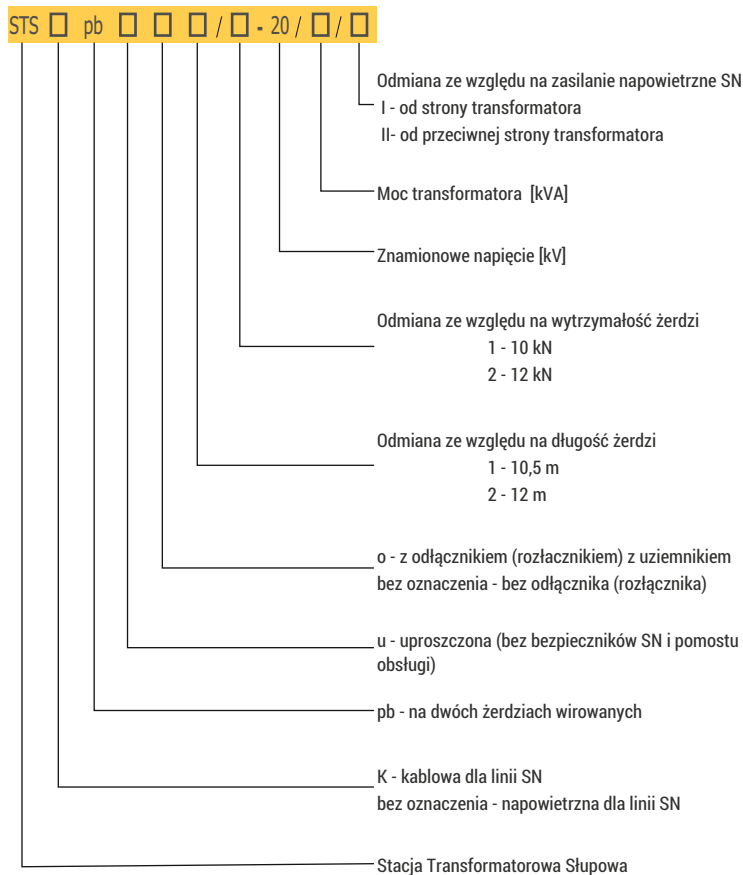 STS □ pb □ □ □ / □ - 20 / □ / □
Odmiana ze względu na zasilanie napowietrzne SN
I - od strony transformatora
II- od przeciwnej strony transformatora
Moc transformatora [kVA]
Znamionowe napięcie [kV]
Odmiana ze względu na wytrzymałość żerdzi
1 - 10 kN
2 - 12 kN
Odmiana ze względu na długość żerdzi
1 - 10,5 m
2 - 12 m
o - z odłącznikiem (rozłacznikiem) z uziemnikiem
bez oznaczenia - bez odłącznika (rozłącznika)
u - uproszczona (bez bezpieczników SN i pomostu
obsługi)
pb - na dwóch żerdziach wirowanych
K - kablowa dla linii SN
bez oznaczenia - napowietrzna dla linii SN
Stacja Transformatorowa Słupowa